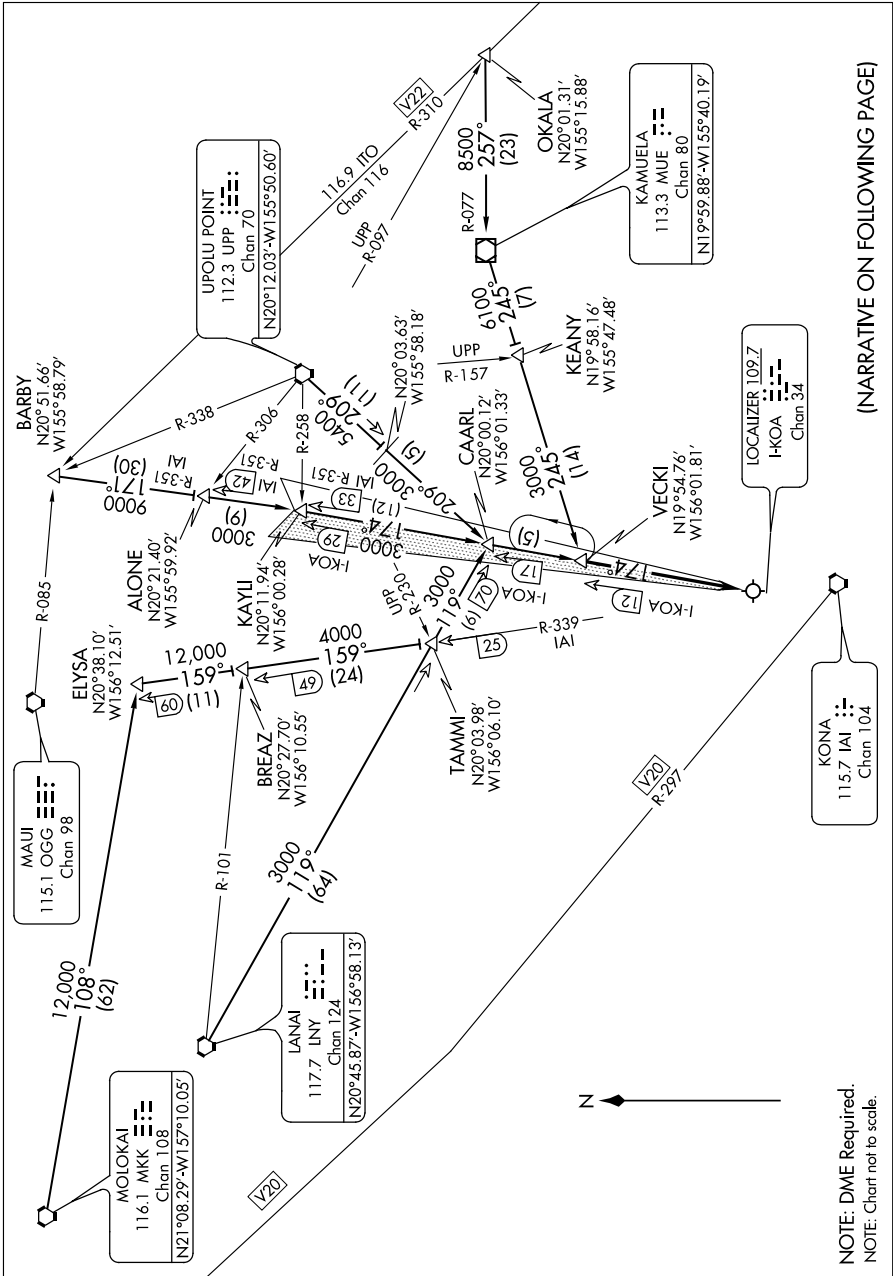 MOLOKAI
116.1 MKK
Chan 108
N21°08.29'-W157°10.05'
12,000
108°
(62)
MAUI
115.1 OGG
Chan 98
R-085
BARBY
N20°51.66'
W155°58.79'
R-338
9000
171°
(30)
IAI
R-351
UPOLU POINT
112.3 UPP
Chan 70
N20°12.03'-W155°50.60'
116.9 ITO
Chan 116
V22
R-310
UPP
R-097
OKALA
N20°01.31'
W155°15.88'
8500
257°
(23)
R-077
KAMUELA
113.3 MUE
Chan 80
N19°59.88'-W155°40.19'
6100
245°
(7)
KEANY
N19°58.16'
W155°47.48'
UPP
R-157
3000
245°
(14)
R-306
R-258
ALONE
N20°21.40'
W155°59.92'
42
IAI
R-351
3000
(9)
KAYLI
N20°11.94'
W156°00.28'
33
29
I-KOA
(12)
174°
3000
5400
209°
(11)
N20°03.63'
W155°58.18'
(5)
3000
209°
CAARL
N20°00.12'
W156°01.33'
17
I-KOA
(5)
VECKI
N19°54.76'
W156°01.81'
174°
12
I-KOA
LOCALIZER 109.7
I-KOA
Chan 34
ELYSA
N20°38.10'
W156°12.51'
60
12,000
159°
(11)
BREAZ
N20°27.70'
W156°10.55'
R-101
49
4000
159°
(24)
UPP
R-230
3000
119°
(6)
70
TAMMI
N20°03.98'
W156°06.10'
25
R-339
IAI
LANAI
117.7 LNY
Chan 124
N20°45.87'-W156°58.13'
3000
119°
(64)
V20
V20
R-297
KONA
115.7 IAI
Chan 104
N
NOTE: DME Required.
NOTE: Chart not to scale.
(NARRATIVE ON FOLLOWING PAGE)